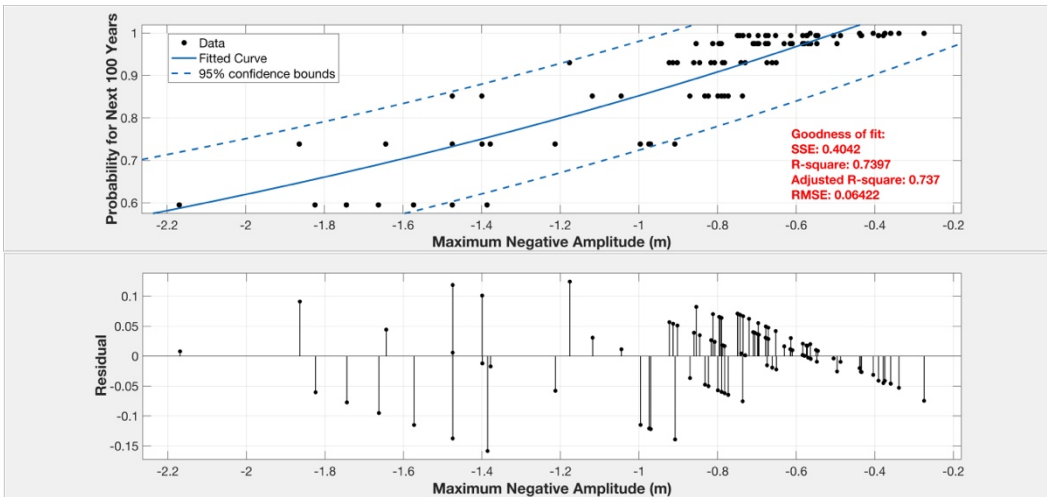 Probability for Next 100 Years
1
0.9
0.8
0.7
0.6
Data
Fitted Curve
95% confidence bounds
Goodness of fit:
SSE: 0.4042
R-square: 0.7397
Adjusted R-square: 0.737
RMSE: 0.06422
-2.2 -2 -1.8 -1.6 -1.4 -1.2 -1 -0.8 -0.6 -0.4 -0.2
Maximum Negative Amplitude (m)
Residual
0.1
0.05
0
-0.05
-0.1
-0.15
-2.2 -2 -1.8 -1.6 -1.4 -1.2 -1 -0.8 -0.6 -0.4 -0.2
Maximum Negative Amplitude (m)